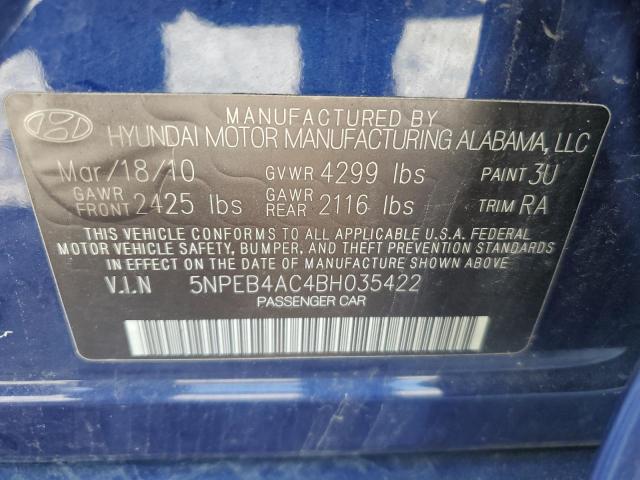 MANUFACTURED BY
HYUNDAI MOTOR MANUFACTURING ALABAMA, LLC
Mar/18/10 GVWR 4299 lbs PAINT 3U
GAWR FRONT 2425 lbs GAWR REAR 2116 lbs TRIM RA
THIS VEHICLE CONFORMS TO ALL APPLICABLE U.S.A. FEDERAL
MOTOR VEHICLE SAFETY, BUMPER, AND THEFT PREVENTION STANDARDS
IN EFFECT ON THE DATE OF MANUFACTURE SHOWN ABOVE
V.I.N 5NPEB4AC4BH035422
PASSENGER CAR